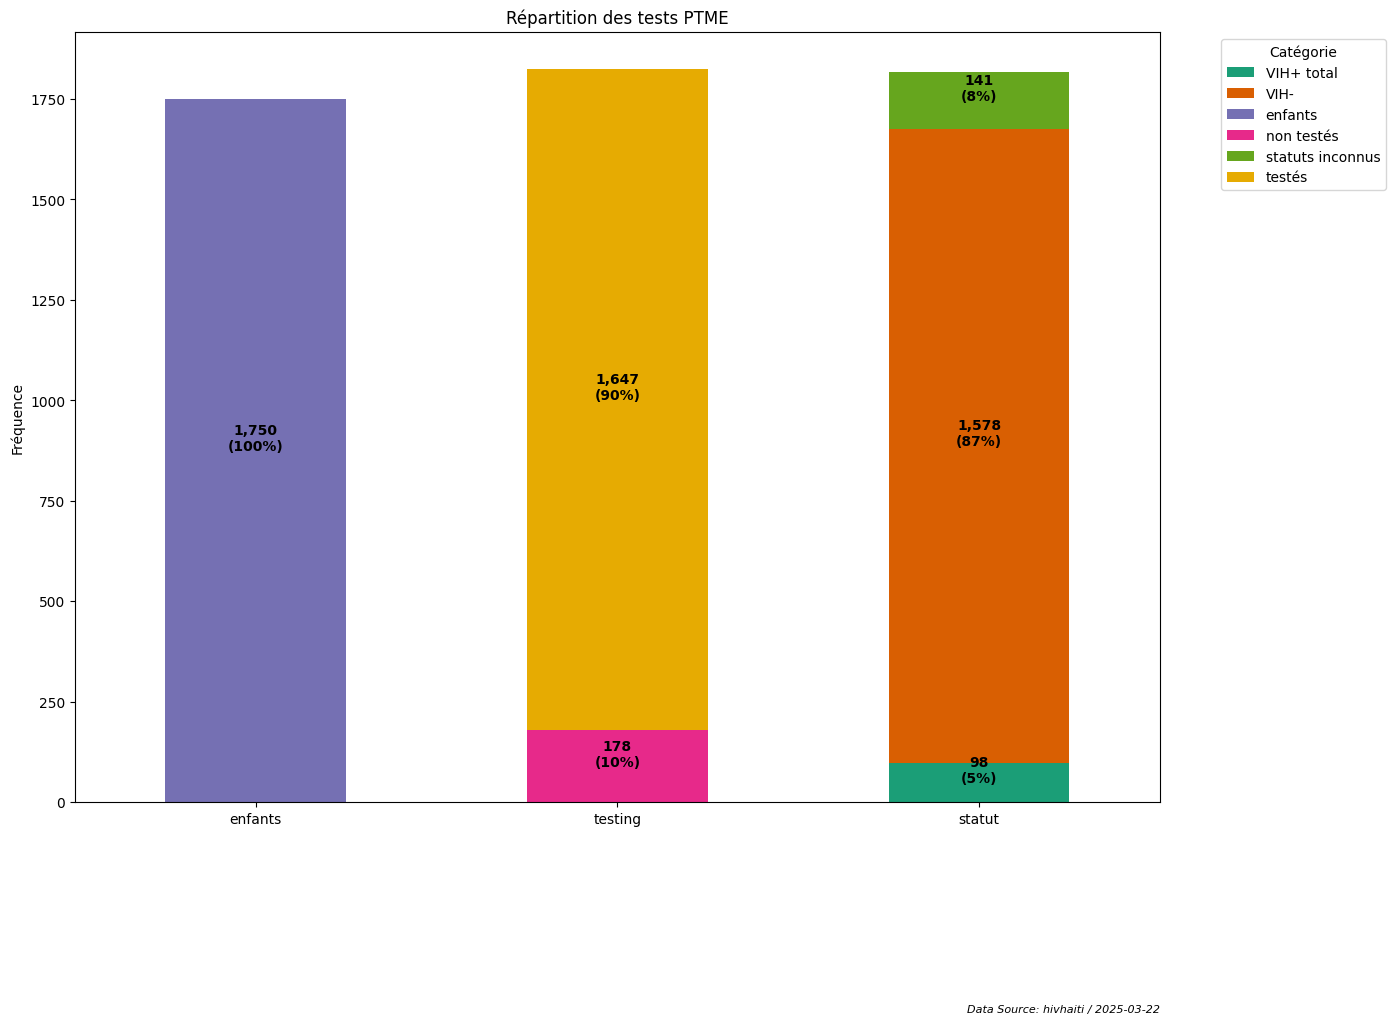 Répartition des tests PTME
Catégorie
VIH+ total
VIH-
enfants
non testés
statuts inconnus
testés
Fréquence
1750
1500
1250
1000
750
500
250
0
1,750
(100%)
1,647
(90%)
178
(10%)
141
(8%)
1,578
(87%)
98
(5%)
enfants
testing
statut
Data Source: hivhaiti / 2025-03-22